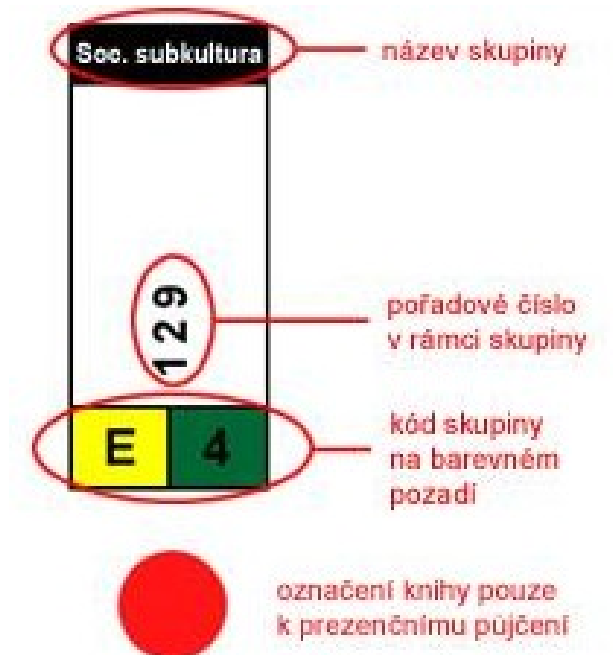 Soc. subkultura
název skupiny
129
pořadové číslo
v rámci skupiny
E 4
kód skupiny
na barevném
pozadí
označení knihy pouze
k prezenčnímu půjčení